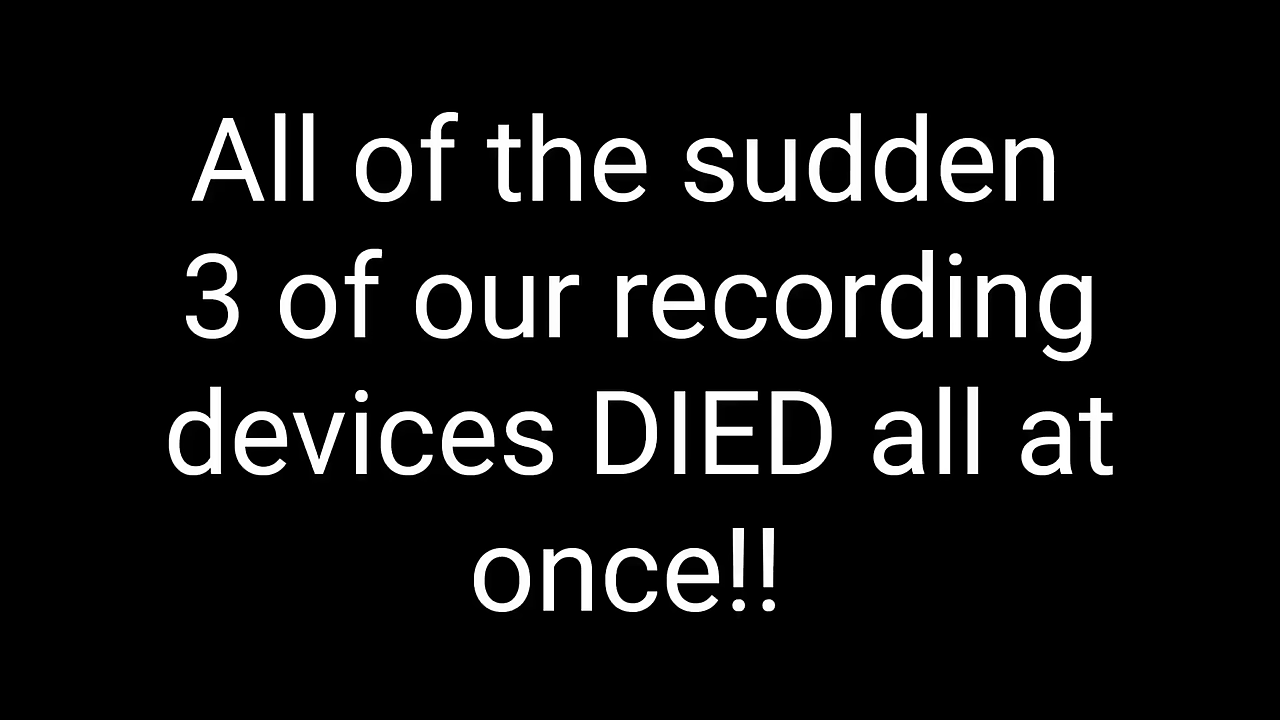 All of the sudden
3 of our recording
devices DIED all at
once!!